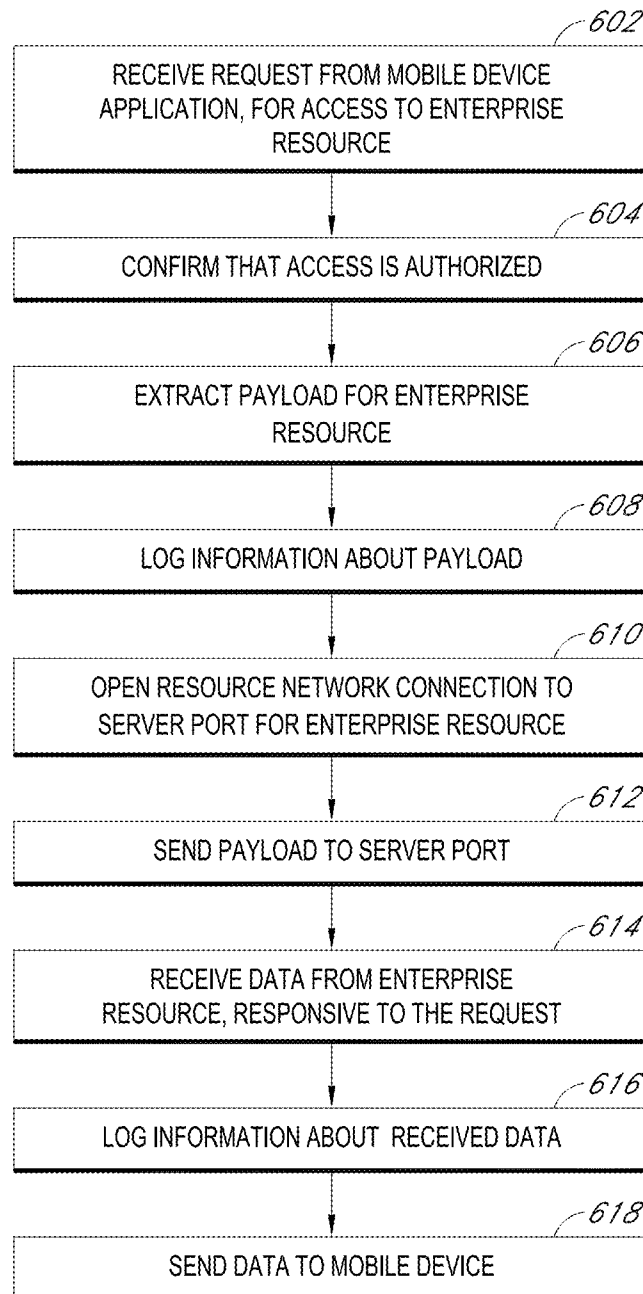 602
RECEIVE REQUEST FROM MOBILE DEVICE
APPLICATION, FOR ACCESS TO ENTERPRISE
RESOURCE
604
CONFIRM THAT ACCESS IS AUTHORIZED
606
EXTRACT PAYLOAD FOR ENTERPRISE
RESOURCE
608
LOG INFORMATION ABOUT PAYLOAD
610
OPEN RESOURCE NETWORK CONNECTION TO
SERVER PORT FOR ENTERPRISE RESOURCE
612
SEND PAYLOAD TO SERVER PORT
614
RECEIVE DATA FROM ENTERPRISE
RESOURCE, RESPONSIVE TO THE REQUEST
616
LOG INFORMATION ABOUT RECEIVED DATA
618
SEND DATA TO MOBILE DEVICE